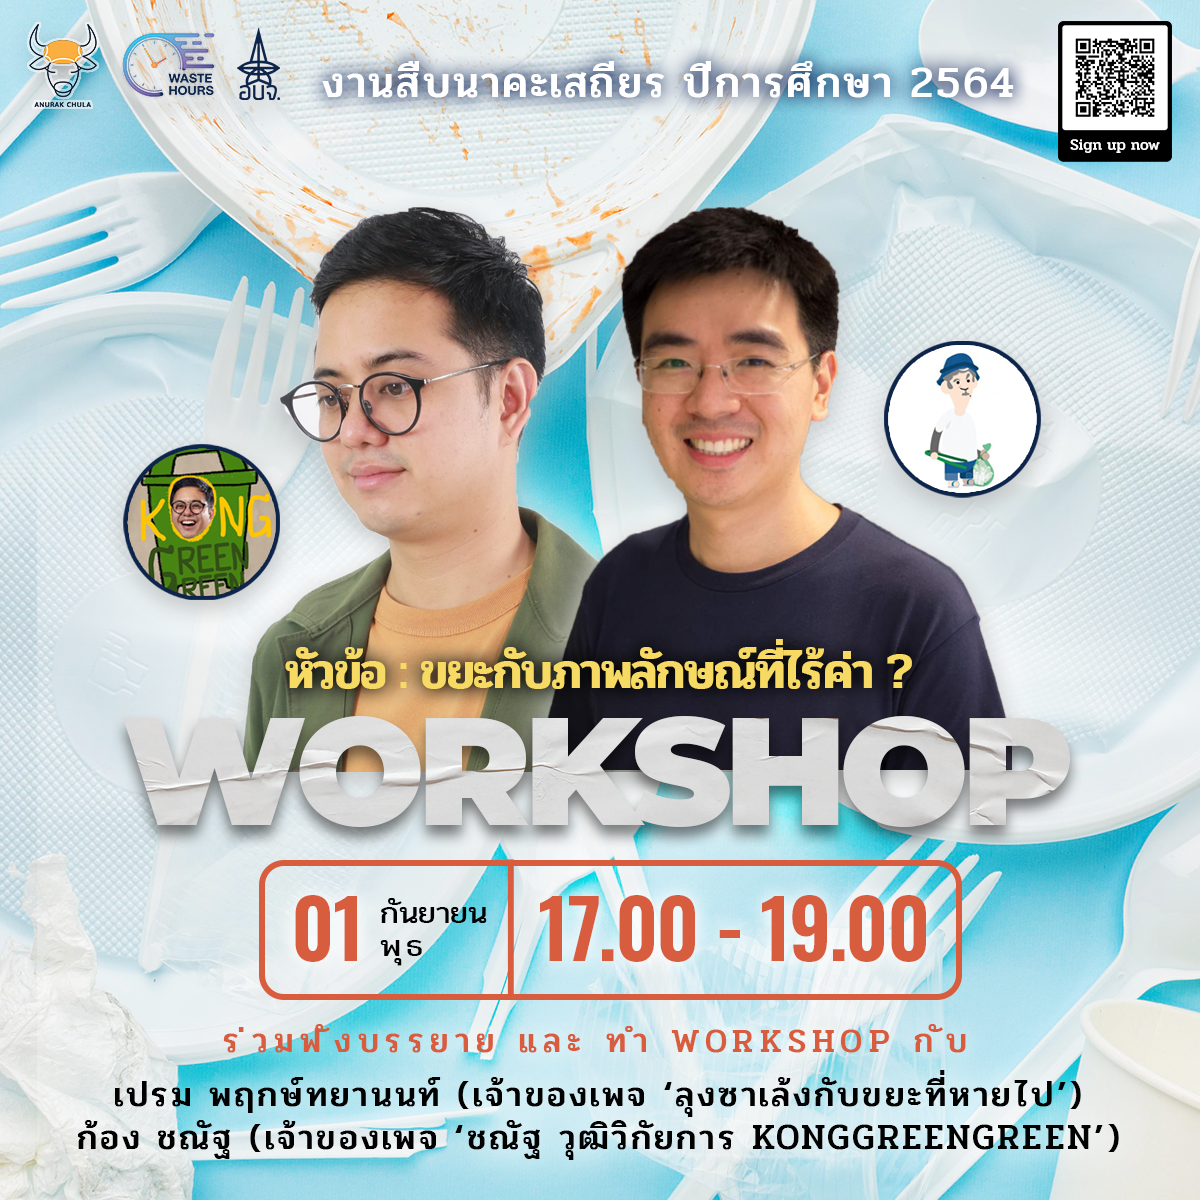 ANURAK CHULA
WASTE HOURS
อบจ.
งานสืบนาคะเสถียร ปีการศึกษา 2564
Sign up now
KONG
GREEN
GREEN
หัวข้อ : ขยะกับภาพลักษณ์ที่ไร้ค่า ?
WORKSHOP
01 กันยายน พุธ 17.00 - 19.00
ร่วมฟังบรรยาย และ ทำ WORKSHOP กับ
เปรม พฤกษ์ทยานนท์ (เจ้าของเพจ ‘ลุงซาเล้งกับขยะที่หายไป’)
ก้อง ชณัฐ (เจ้าของเพจ ‘ชณัฐ วุฒิวิกัยการ KONGGREENGREEN’)